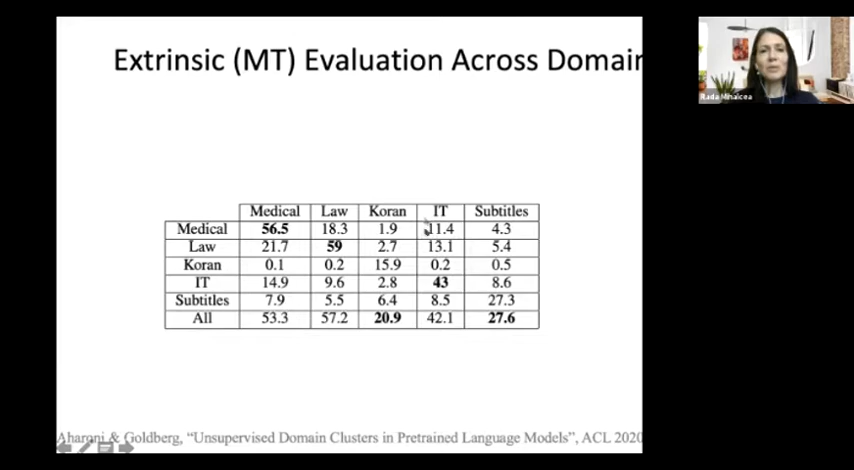 Extrinsic (MT) Evaluation Across Domain
Rada Mihalcea
Medical Law Koran IT Subtitles
Medical 56.5 18.3 1.9 11.4 4.3
Law 21.7 59 2.7 13.1 5.4
Koran 0.1 0.2 15.9 0.2 0.5
IT 14.9 9.6 2.8 43 8.6
Subtitles 7.9 5.5 6.4 8.5 27.3
All 53.3 57.2 20.9 42.1 27.6
Aharoni & Goldberg, "Unsupervised Domain Clusters in Pretrained Language Models", ACL 2020